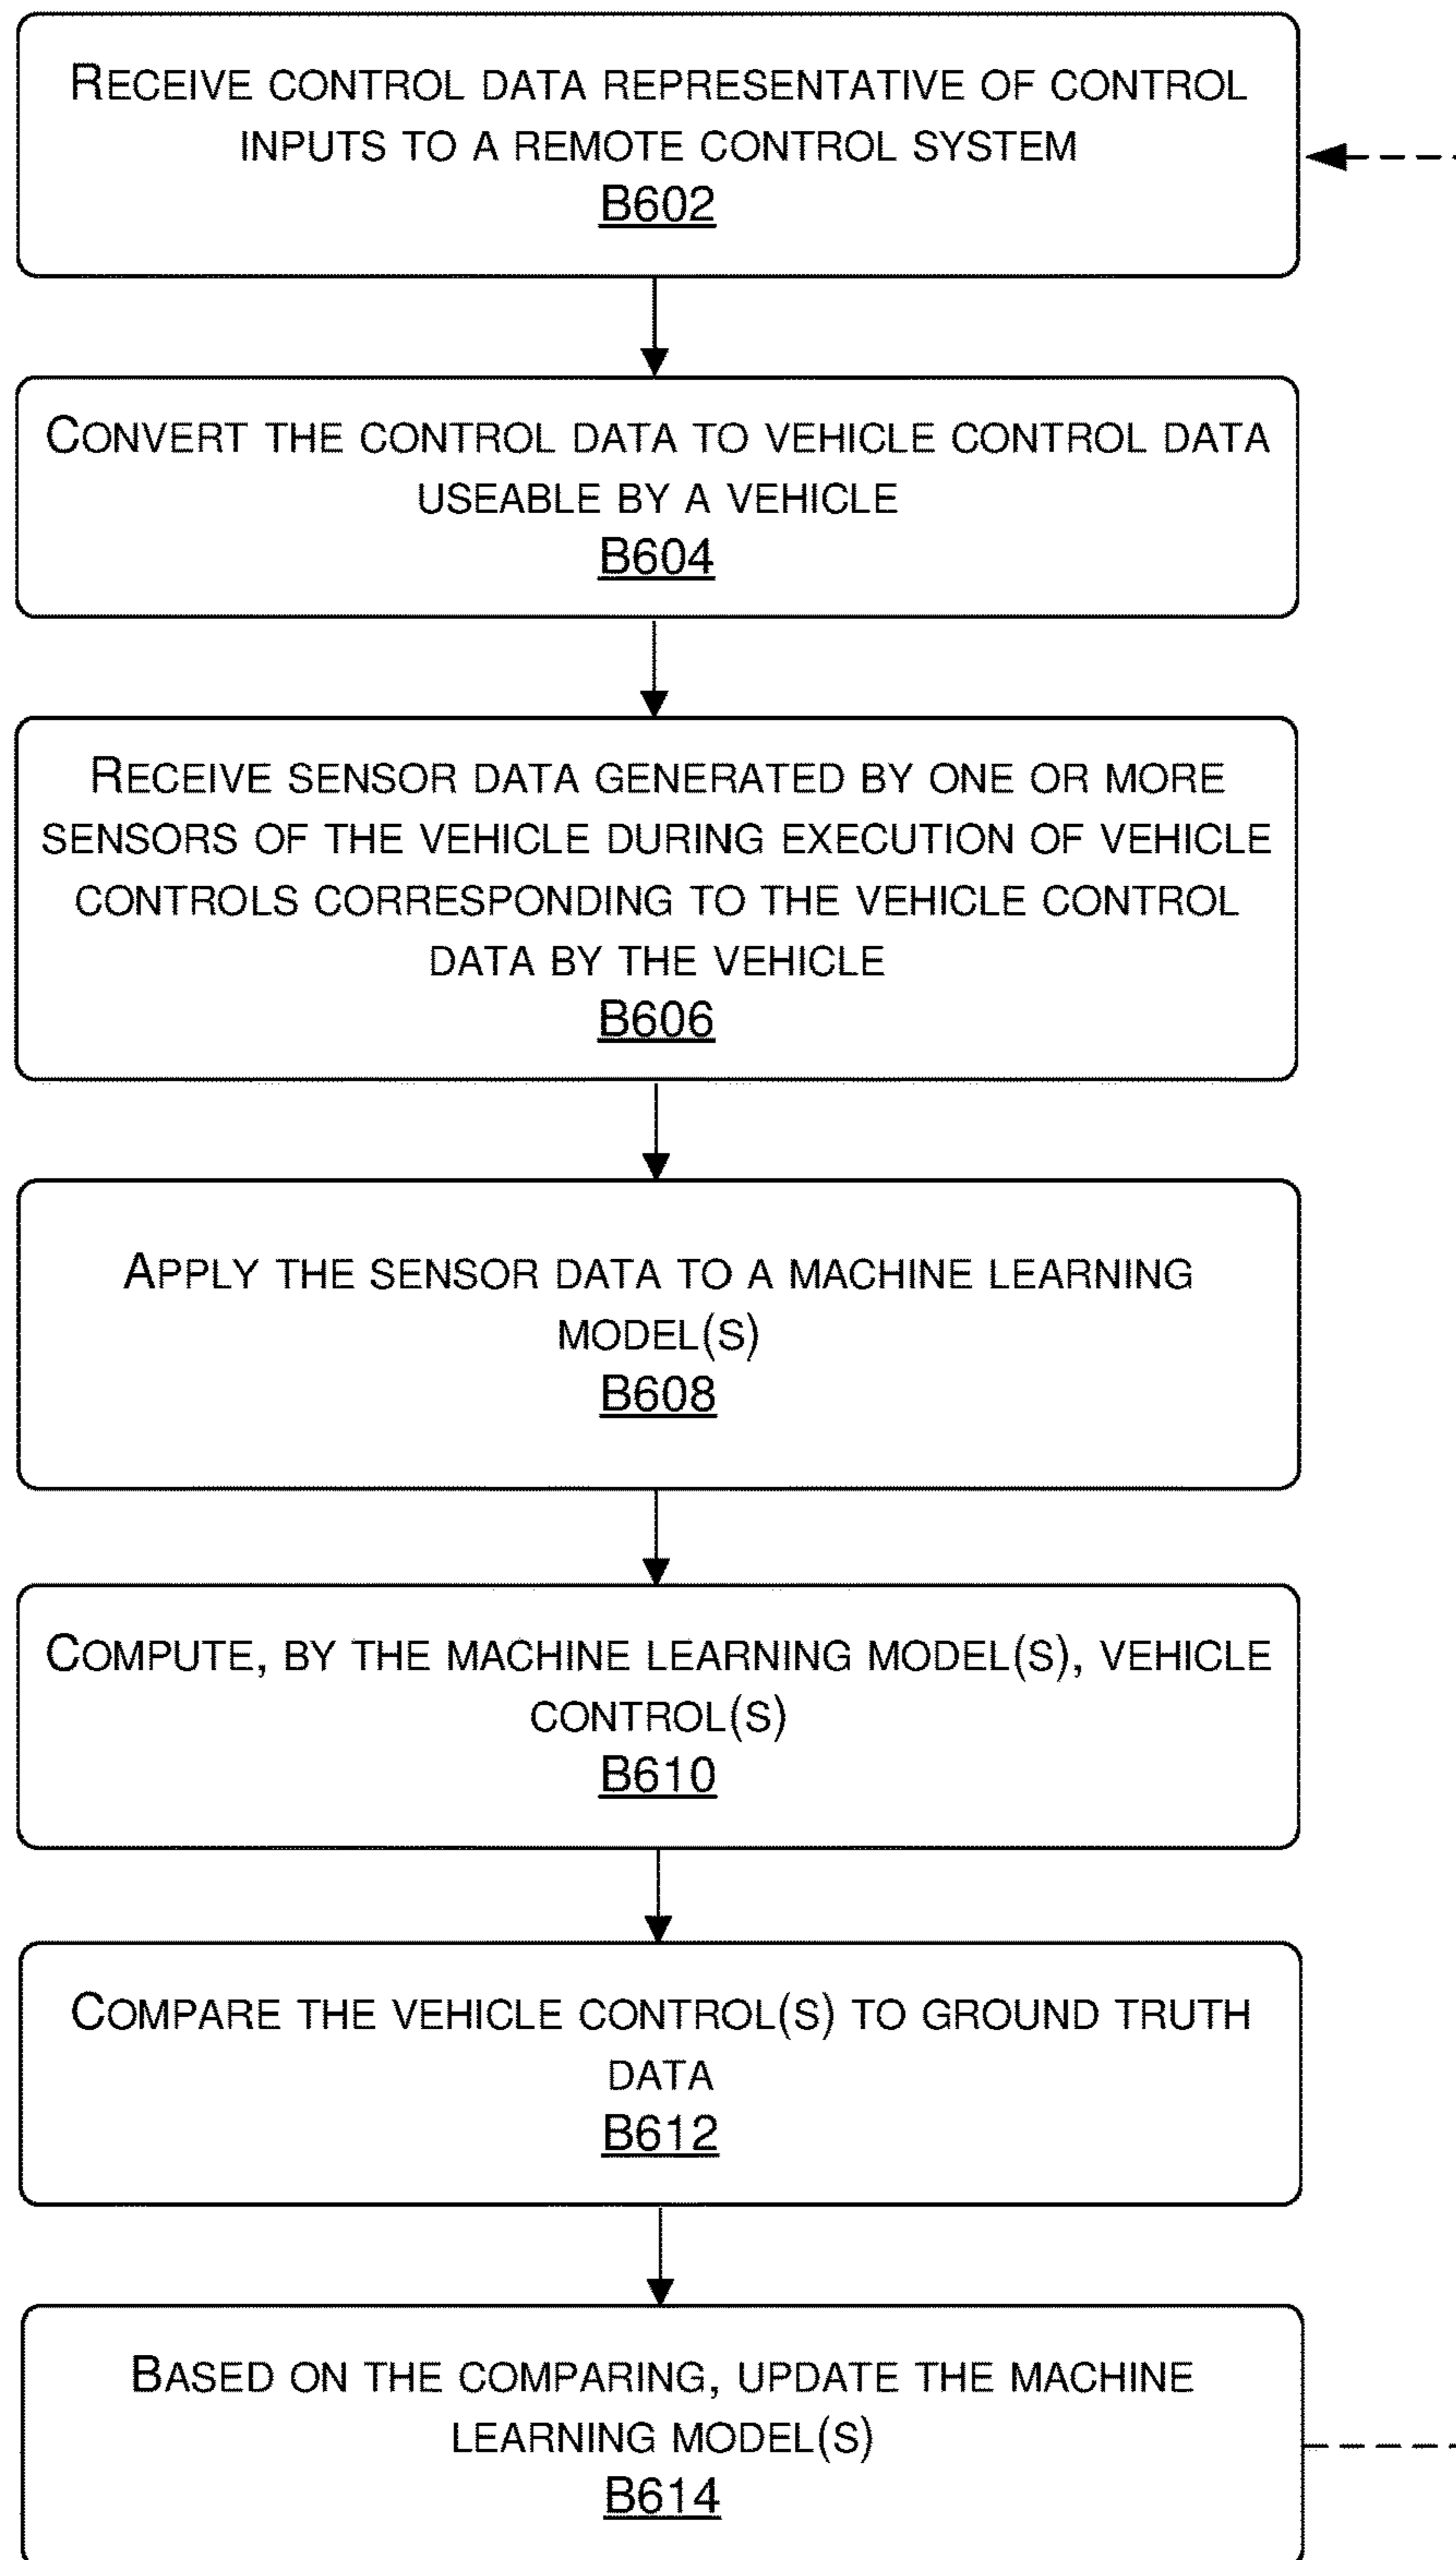 RECEIVE CONTROL DATA REPRESENTATIVE OF CONTROL
INPUTS TO A REMOTE CONTROL SYSTEM
B602
CONVERT THE CONTROL DATA TO VEHICLE CONTROL DATA
USEABLE BY A VEHICLE
B604
RECEIVE SENSOR DATA GENERATED BY ONE OR MORE
SENSORS OF THE VEHICLE DURING EXECUTION OF VEHICLE
CONTROLS CORRESPONDING TO THE VEHICLE CONTROL
DATA BY THE VEHICLE
B606
APPLY THE SENSOR DATA TO A MACHINE LEARNING
MODEL(S)
B608
COMPUTE, BY THE MACHINE LEARNING MODEL(S), VEHICLE
CONTROL(S)
B610
COMPARE THE VEHICLE CONTROL(S) TO GROUND TRUTH
DATA
B612
BASED ON THE COMPARING, UPDATE THE MACHINE
LEARNING MODEL(S)
B614